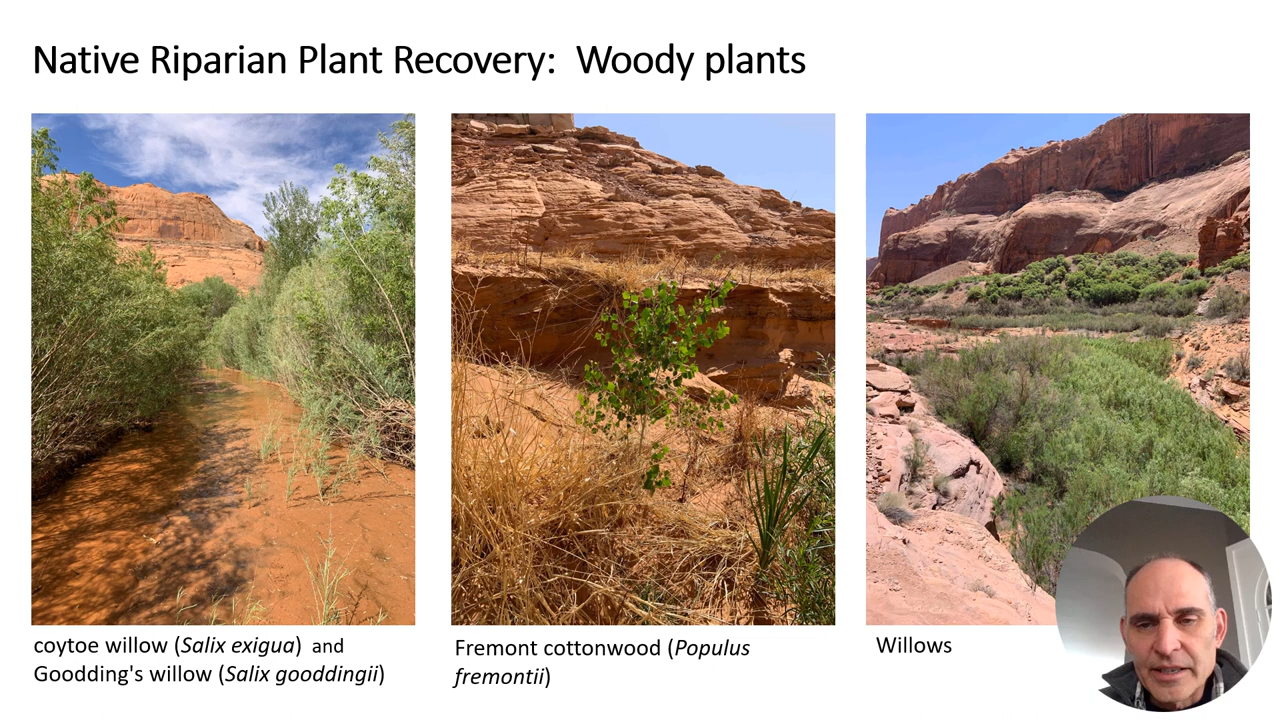 Native Riparian Plant Recovery:  Woody plants
coytoe willow (Salix exigua)  and
Goodding's willow (Salix gooddingii)
Fremont cottonwood (Populus
fremontii)
Willows